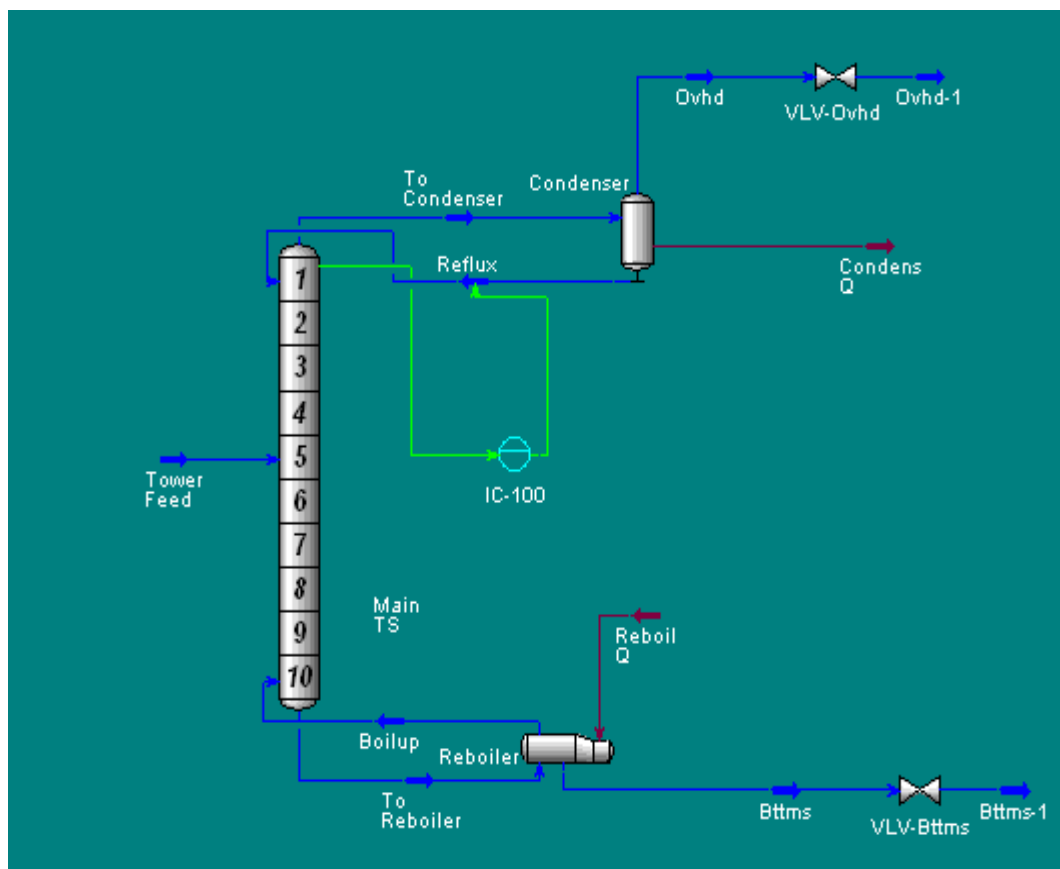 Ovhd
VLV-Ovhd
Ovhd-1
To
Condenser
Condenser
Reflux
Condens
Q
1
2
3
4
5
6
7
8
9
10
Tower
Feed
IC-100
Main
TS
Reboil
Q
Boilup
Reboiler
To
Reboiler
Bttms
VLV-Bttms
Bttms-1